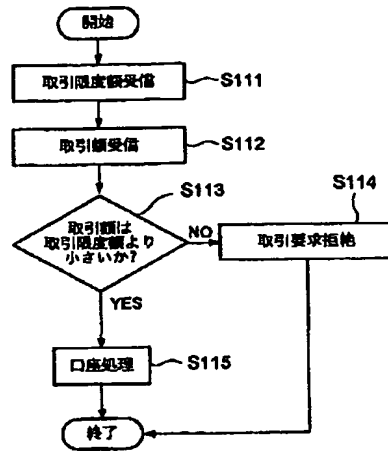 開始
取引限度額受信
S111
取引額受信
S112
S113
取引額は
取引限度額より
小さいか?
NO
S114
取引要求拒絶
YES
口座処理
S115
終了